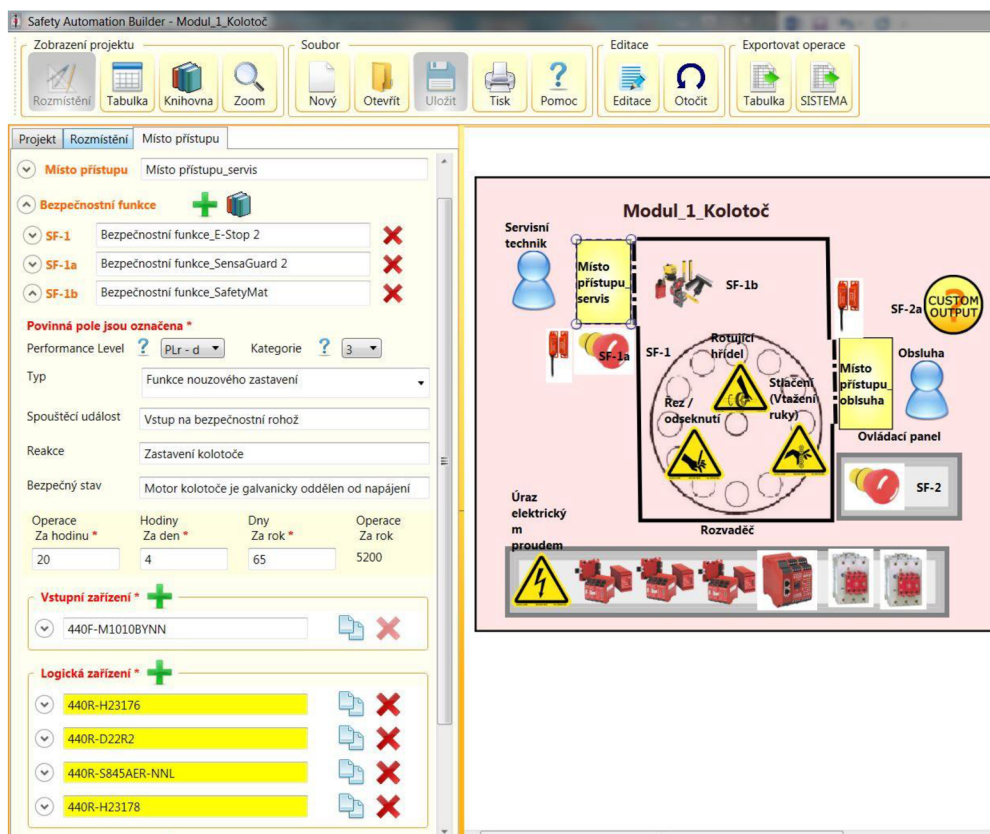 Safety Automation Builder - Modul_1_Kolotoč
Zobrazení projektu
Soubor
Editace
Exportovat operace
Rozmístění
Tabulka
Knihovna
Zoom
Nový
Otevřít
Uložit
Tisk
Pomoc
Editace
Otočit
Tabulka
SISTEMA
Projekt
Rozmístění
Místo přístupu
Místo přístupu
Místo přístupu_servis
Bezpečnostní funkce
SF-1
Bezpečnostní funkce_E-Stop 2
SF-1a
Bezpečnostní funkce_SensaGuard 2
SF-1b
Bezpečnostní funkce_SafetyMat
Povinná pole jsou označena *
Performance Level ? PLr - d
Kategorie ? 3
Typ
Funkce nouzového zastavení
Spouštěcí událost
Vstup na bezpečnostní rohož
Reakce
Zastavení kolotoče
Bezpečný stav
Motor kolotoče je galvanicky oddělen od napájení
Operace
Za hodinu *
Hodiny
Za den *
Dny
Za rok *
Operace
Za rok
20
4
65
5200
Vstupní zařízení *
440F-M1010BYNN
Logická zařízení *
440R-H23176
440R-D22R2
440R-S845AER-NNL
440R-H23178
Modul_1_Kolotoč
Servisní
technik
Místo
přístupu_
servis
SF-1b
SF-2a
CUSTOM
OUTPUT
SF-1a
SF-1
Rotující
hřídel
Stlačení
(Vtažení
ruky)
Řez /
odseknutí
Místo
přístupu_
oblsuha
Obsluha
Ovládací panel
SF-2
Úraz
elektrický
m
proudem
Rozvaděč